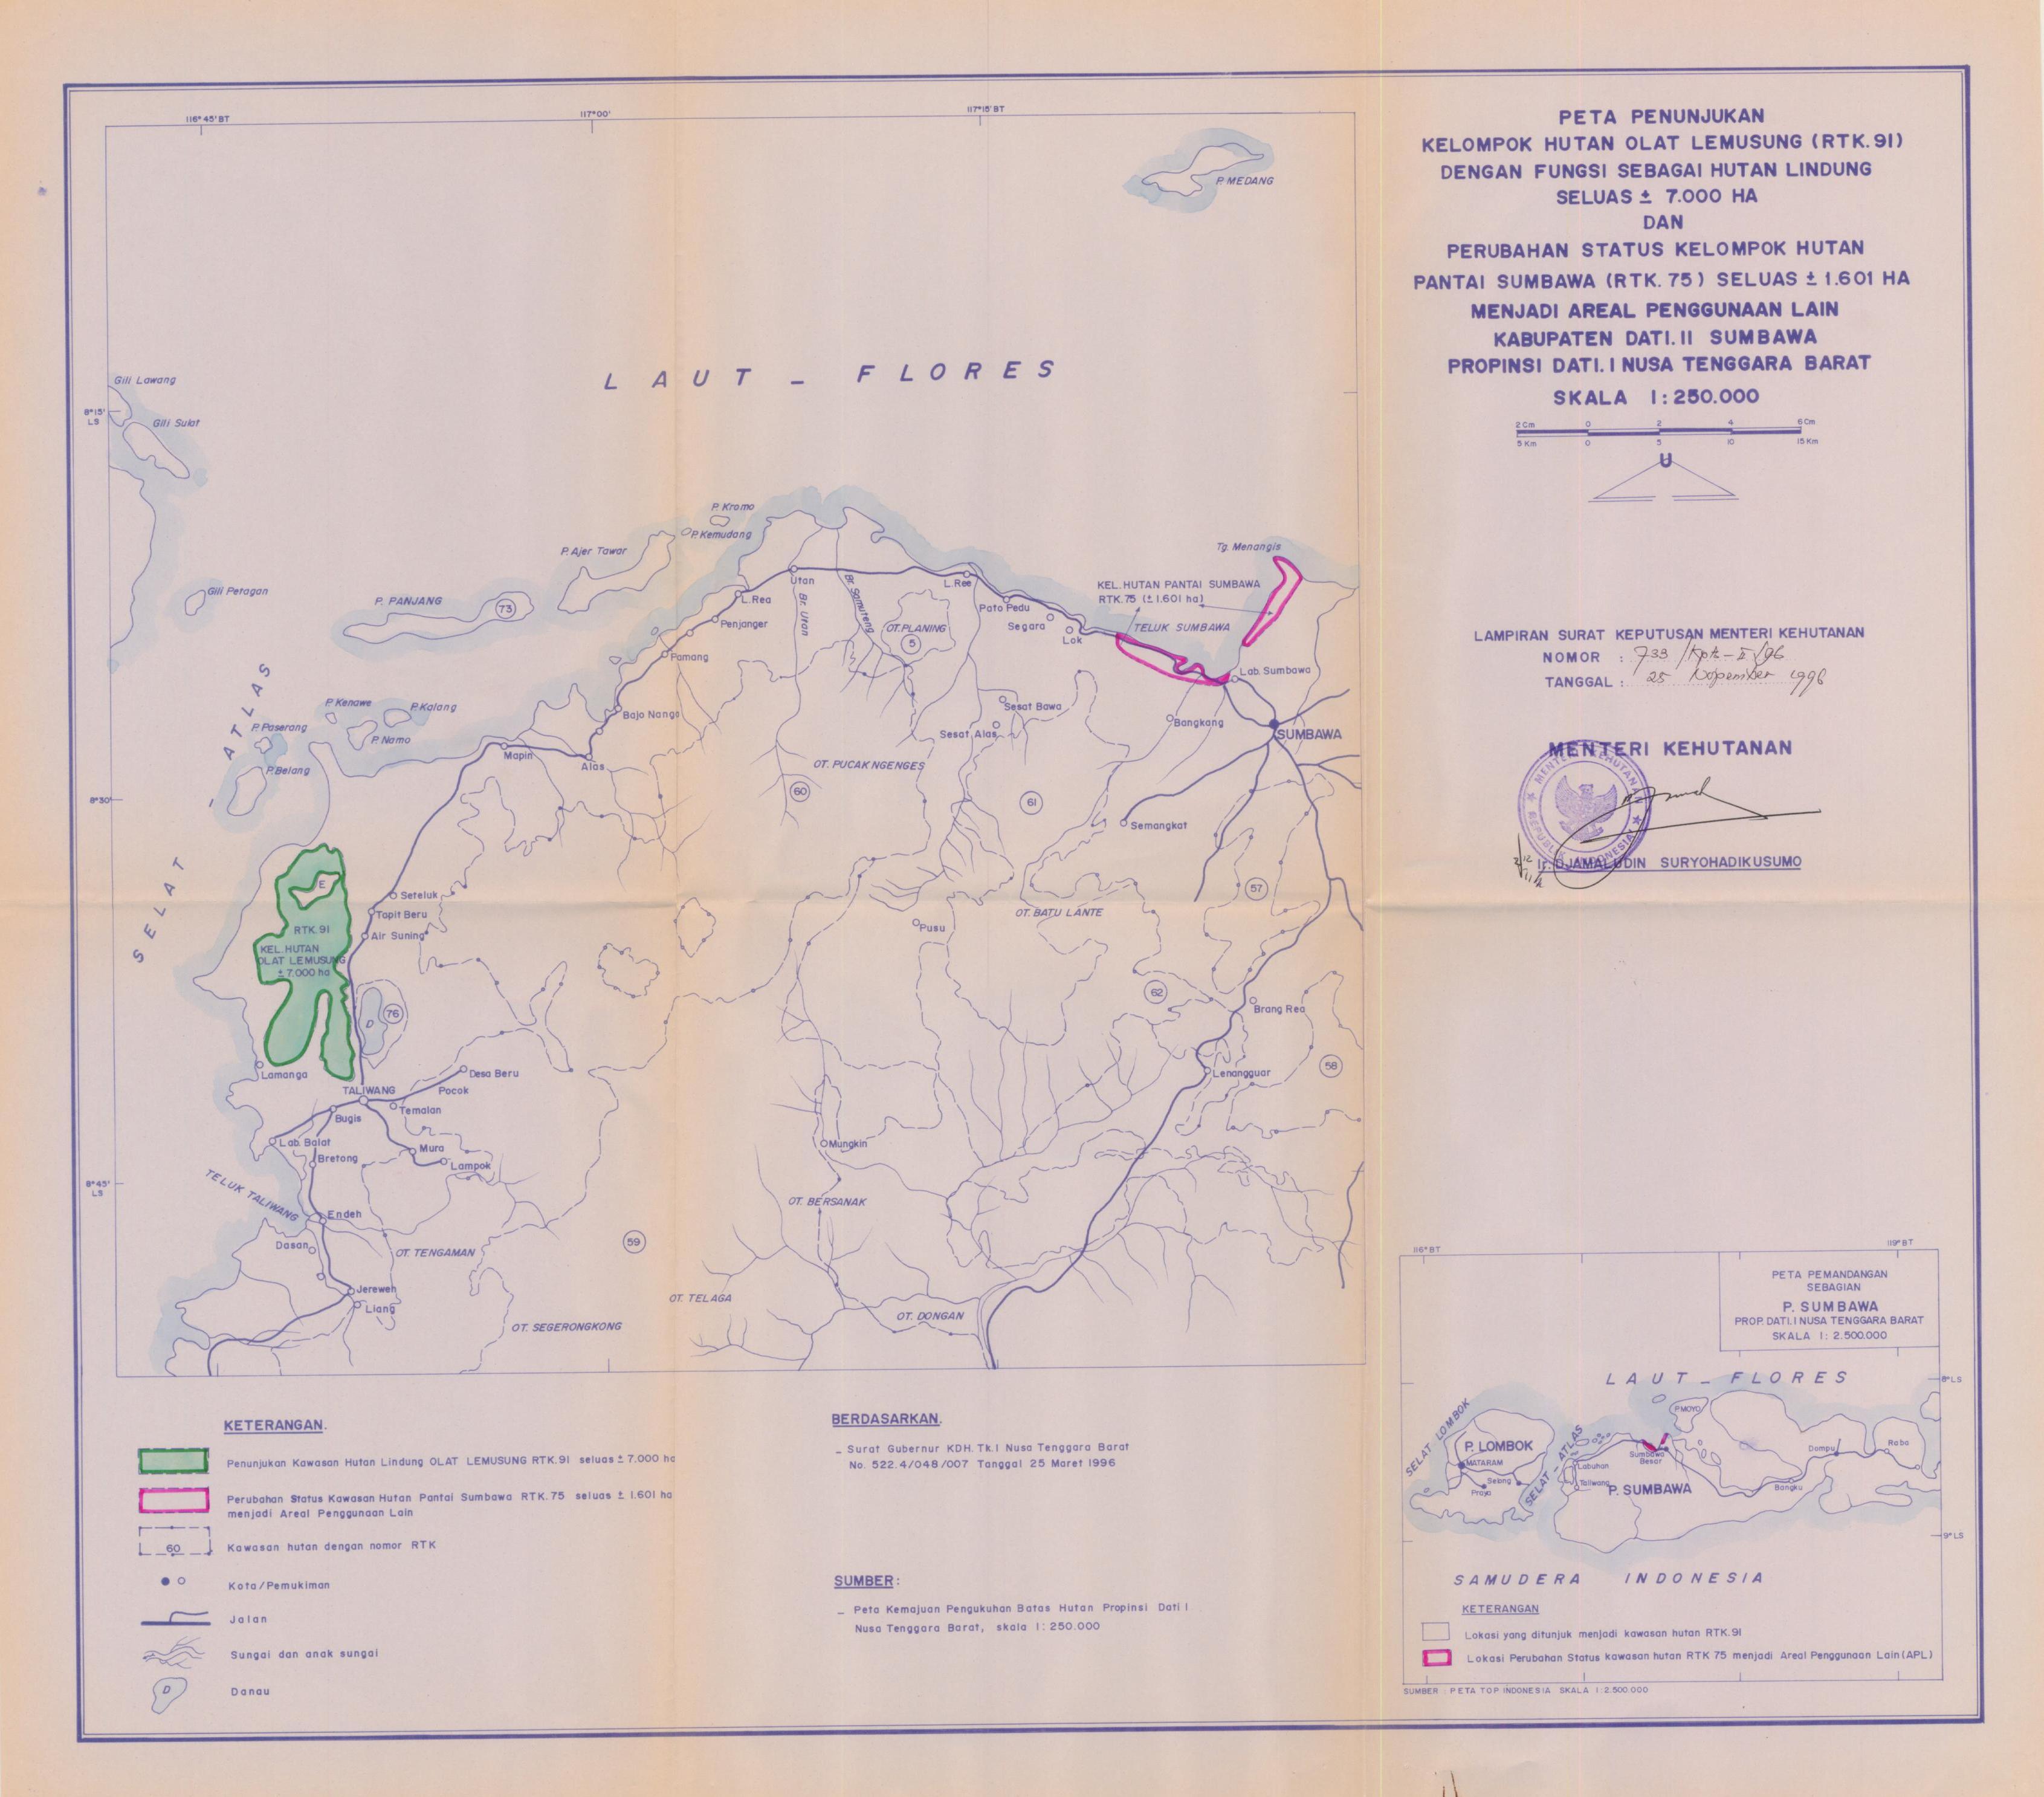 116° 45' BT
117° 00'
117° 15' BT
PETA PENUNJUKAN
KELOMPOK HUTAN OLAT LEMUSUNG (RTK.91)
DENGAN FUNGSI SEBAGAI HUTAN LINDUNG
SELUAS ± 7.000 HA
DAN
PERUBAHAN STATUS KELOMPOK HUTAN
PANTAI SUMBAWA (RTK. 75) SELUAS ± 1.601 HA
MENJADI AREAL PENGGUNAAN LAIN
KABUPATEN DATI. II SUMBAWA
PROPINSI DATI. I NUSA TENGGARA BARAT
SKALA 1 : 250.000
2 Cm 0 2 4 6 Cm
5 Km 0 5 10 15 Km
U
LAMPIRAN SURAT KEPUTUSAN MENTERI KEHUTANAN
NOMOR : 733 / Kpts-II/96
TANGGAL : 25 Nopember 1996
MENTERI KEHUTANAN
MENTERI KEHUTANAN
REPUBLIK INDONESIA
Ir. DJAMALUDIN SURYOHADIKUSUMO
P. MEDANG
LAUT - FLORES
Gili Lawang
8°15'
LS
Gili Sulat
Gili Petagan
P. Kromo
P. Kemudang
P. Ajer Tawar
P. PANJANG
73
Tg. Menangis
KEL. HUTAN PANTAI SUMBAWA
RTK. 75 (± 1.601 ha)
TELUK SUMBAWA
Utan
L. Rea
Penjanger
Pamang
Br. Utan
Br. Samuteng
OT. PLANING
5
L. Ree
Pato Pedu
Segara
Lok
Lab. Sumbawa
Bangkang
SUMBAWA
Sesat Bawa
Sesat Alas
Bajo Nango
SELAT - ATLAS
P. Kenawe
P. Kalang
P. Namo
P. Paserang
P. Belang
Mapin
Alas
8°30'
OT. PUCAK NGENGES
60
61
Semangkat
57
E
RTK. 91
KEL. HUTAN
OLAT LEMUSUNG
± 7.000 ha
Seteluk
Topit Beru
Air Suning
Pusu
OT. BATU LANTE
D
76
62
Brang Rea
58
Lenangguar
Lamanga
TALIWANG
Desa Beru
Pocok
Temalan
Bugis
Lab. Balat
Bretong
Mura
Lampok
Mungkin
8°45'
LS
TELUK TALIWANG
Endeh
Dasan
OT. TENGAMAN
OT. BERSANAK
59
Jereweh
Liang
OT. SEGERONGKONG
OT. TELAGA
OT. DONGAN
KETERANGAN.
Penunjukan Kawasan Hutan Lindung OLAT LEMUSUNG RTK.91 seluas ± 7.000 ha
Perubahan Status Kawasan Hutan Pantai Sumbawa RTK. 75 seluas ± 1.601 ha
menjadi Areal Penggunaan Lain
60
Kawasan hutan dengan nomor RTK
Kota/Pemukiman
Jalan
Sungai dan anak sungai
D
Danau
BERDASARKAN.
- Surat Gubernur KDH. Tk.I Nusa Tenggara Barat
No. 522.4/048/007 Tanggal 25 Maret 1996
SUMBER :
- Peta Kemajuan Pengukuhan Batas Hutan Propinsi Dati I
Nusa Tenggara Barat, skala 1 : 250.000
116° BT
119° BT
PETA PEMANDANGAN
SEBAGIAN
P. SUMBAWA
PROP. DATI. I NUSA TENGGARA BARAT
SKALA 1 : 2.500.000
LAUT - FLORES
8° LS
SELAT LOMBOK
P. LOMBOK
MATARAM
Selong
Praya
SELAT - ATLAS
P. MOYO
Sumbawa
Besar
Labuhan
Taliwang
P. SUMBAWA
Dompu
Raba
Bangku
9° LS
SAMUDERA INDONESIA
KETERANGAN
Lokasi yang ditunjuk menjadi kawasan hutan RTK.91
Lokasi Perubahan Status kawasan hutan RTK 75 menjadi Areal Penggunaan Lain (APL)
SUMBER : PETA TOP INDONESIA SKALA 1 : 2.500.000